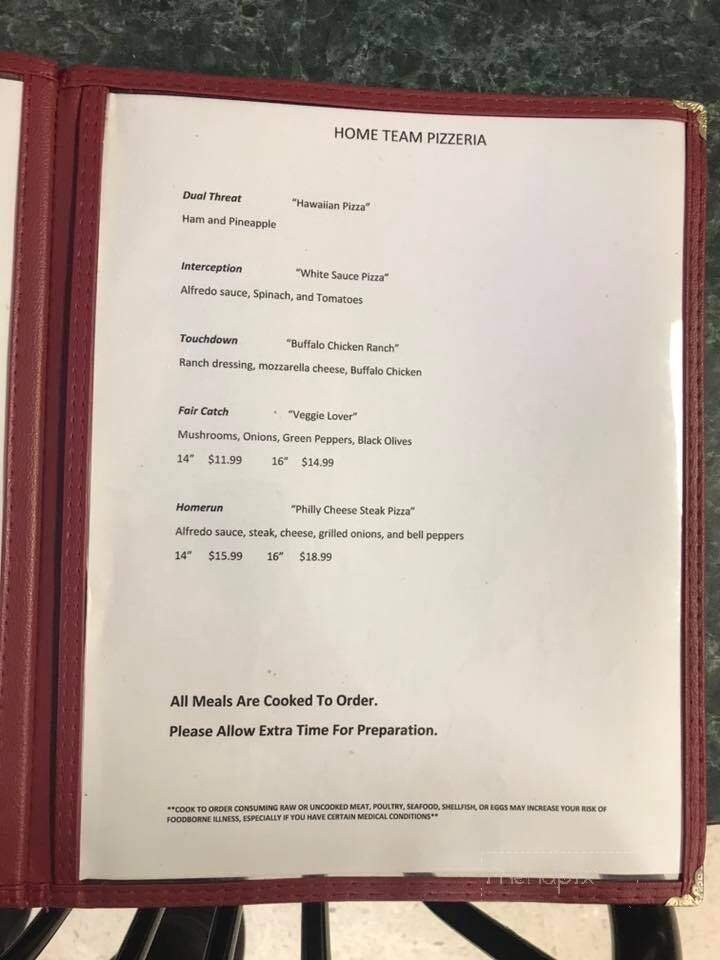 HOME TEAM PIZZERIA
Dual Threat "Hawaiian Pizza"
Ham and Pineapple
Interception "White Sauce Pizza"
Alfredo sauce, Spinach, and Tomatoes
Touchdown "Buffalo Chicken Ranch"
Ranch dressing, mozzarella cheese, Buffalo Chicken
Fair Catch "Veggie Lover"
Mushrooms, Onions, Green Peppers, Black Olives
14" $11.99 16" $14.99
Homerun "Philly Cheese Steak Pizza"
Alfredo sauce, steak, cheese, grilled onions, and bell peppers
14" $15.99 16" $18.99
All Meals Are Cooked To Order.
Please Allow Extra Time For Preparation.
**COOK TO ORDER CONSUMING RAW OR UNCOOKED MEAT, POULTRY, SEAFOOD, SHELLFISH, OR EGGS MAY INCREASE YOUR RISK OF
FOODBORNE ILLNESS, ESPECIALLY IF YOU HAVE CERTAIN MEDICAL CONDITIONS**